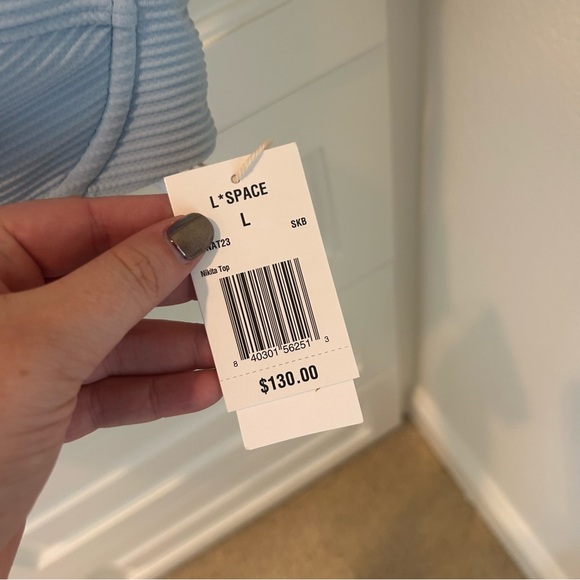 L*SPACE
L
SKB
Nikita Top
8 40301 56251 3
$130.00